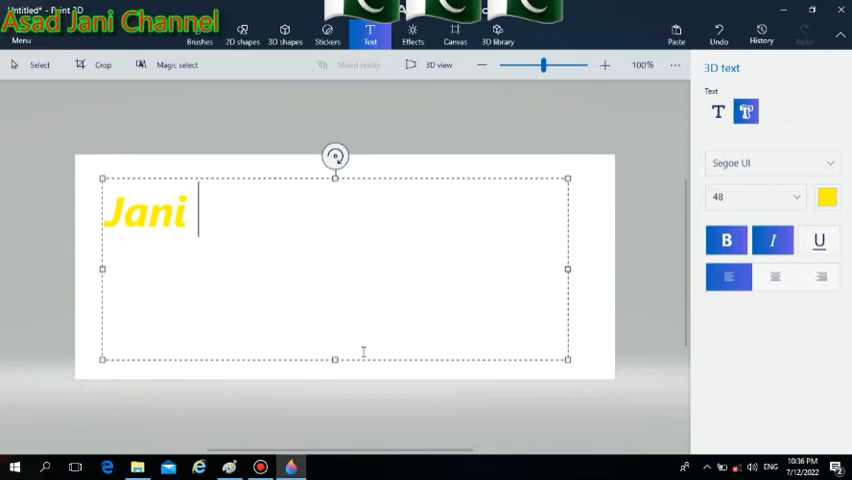 Untitled* - Paint 3D
Asad Jani Channel
Menu
Brushes
2D shapes
3D shapes
Stickers
Text
Effects
Canvas
3D library
Paste
Undo
History
Redo
Select
Crop
Magic select
Mixed reality
3D view
100%
3D text
Text
Segoe UI
48
B
I
U
Jani
ENG
10:36 PM
7/12/2022
2